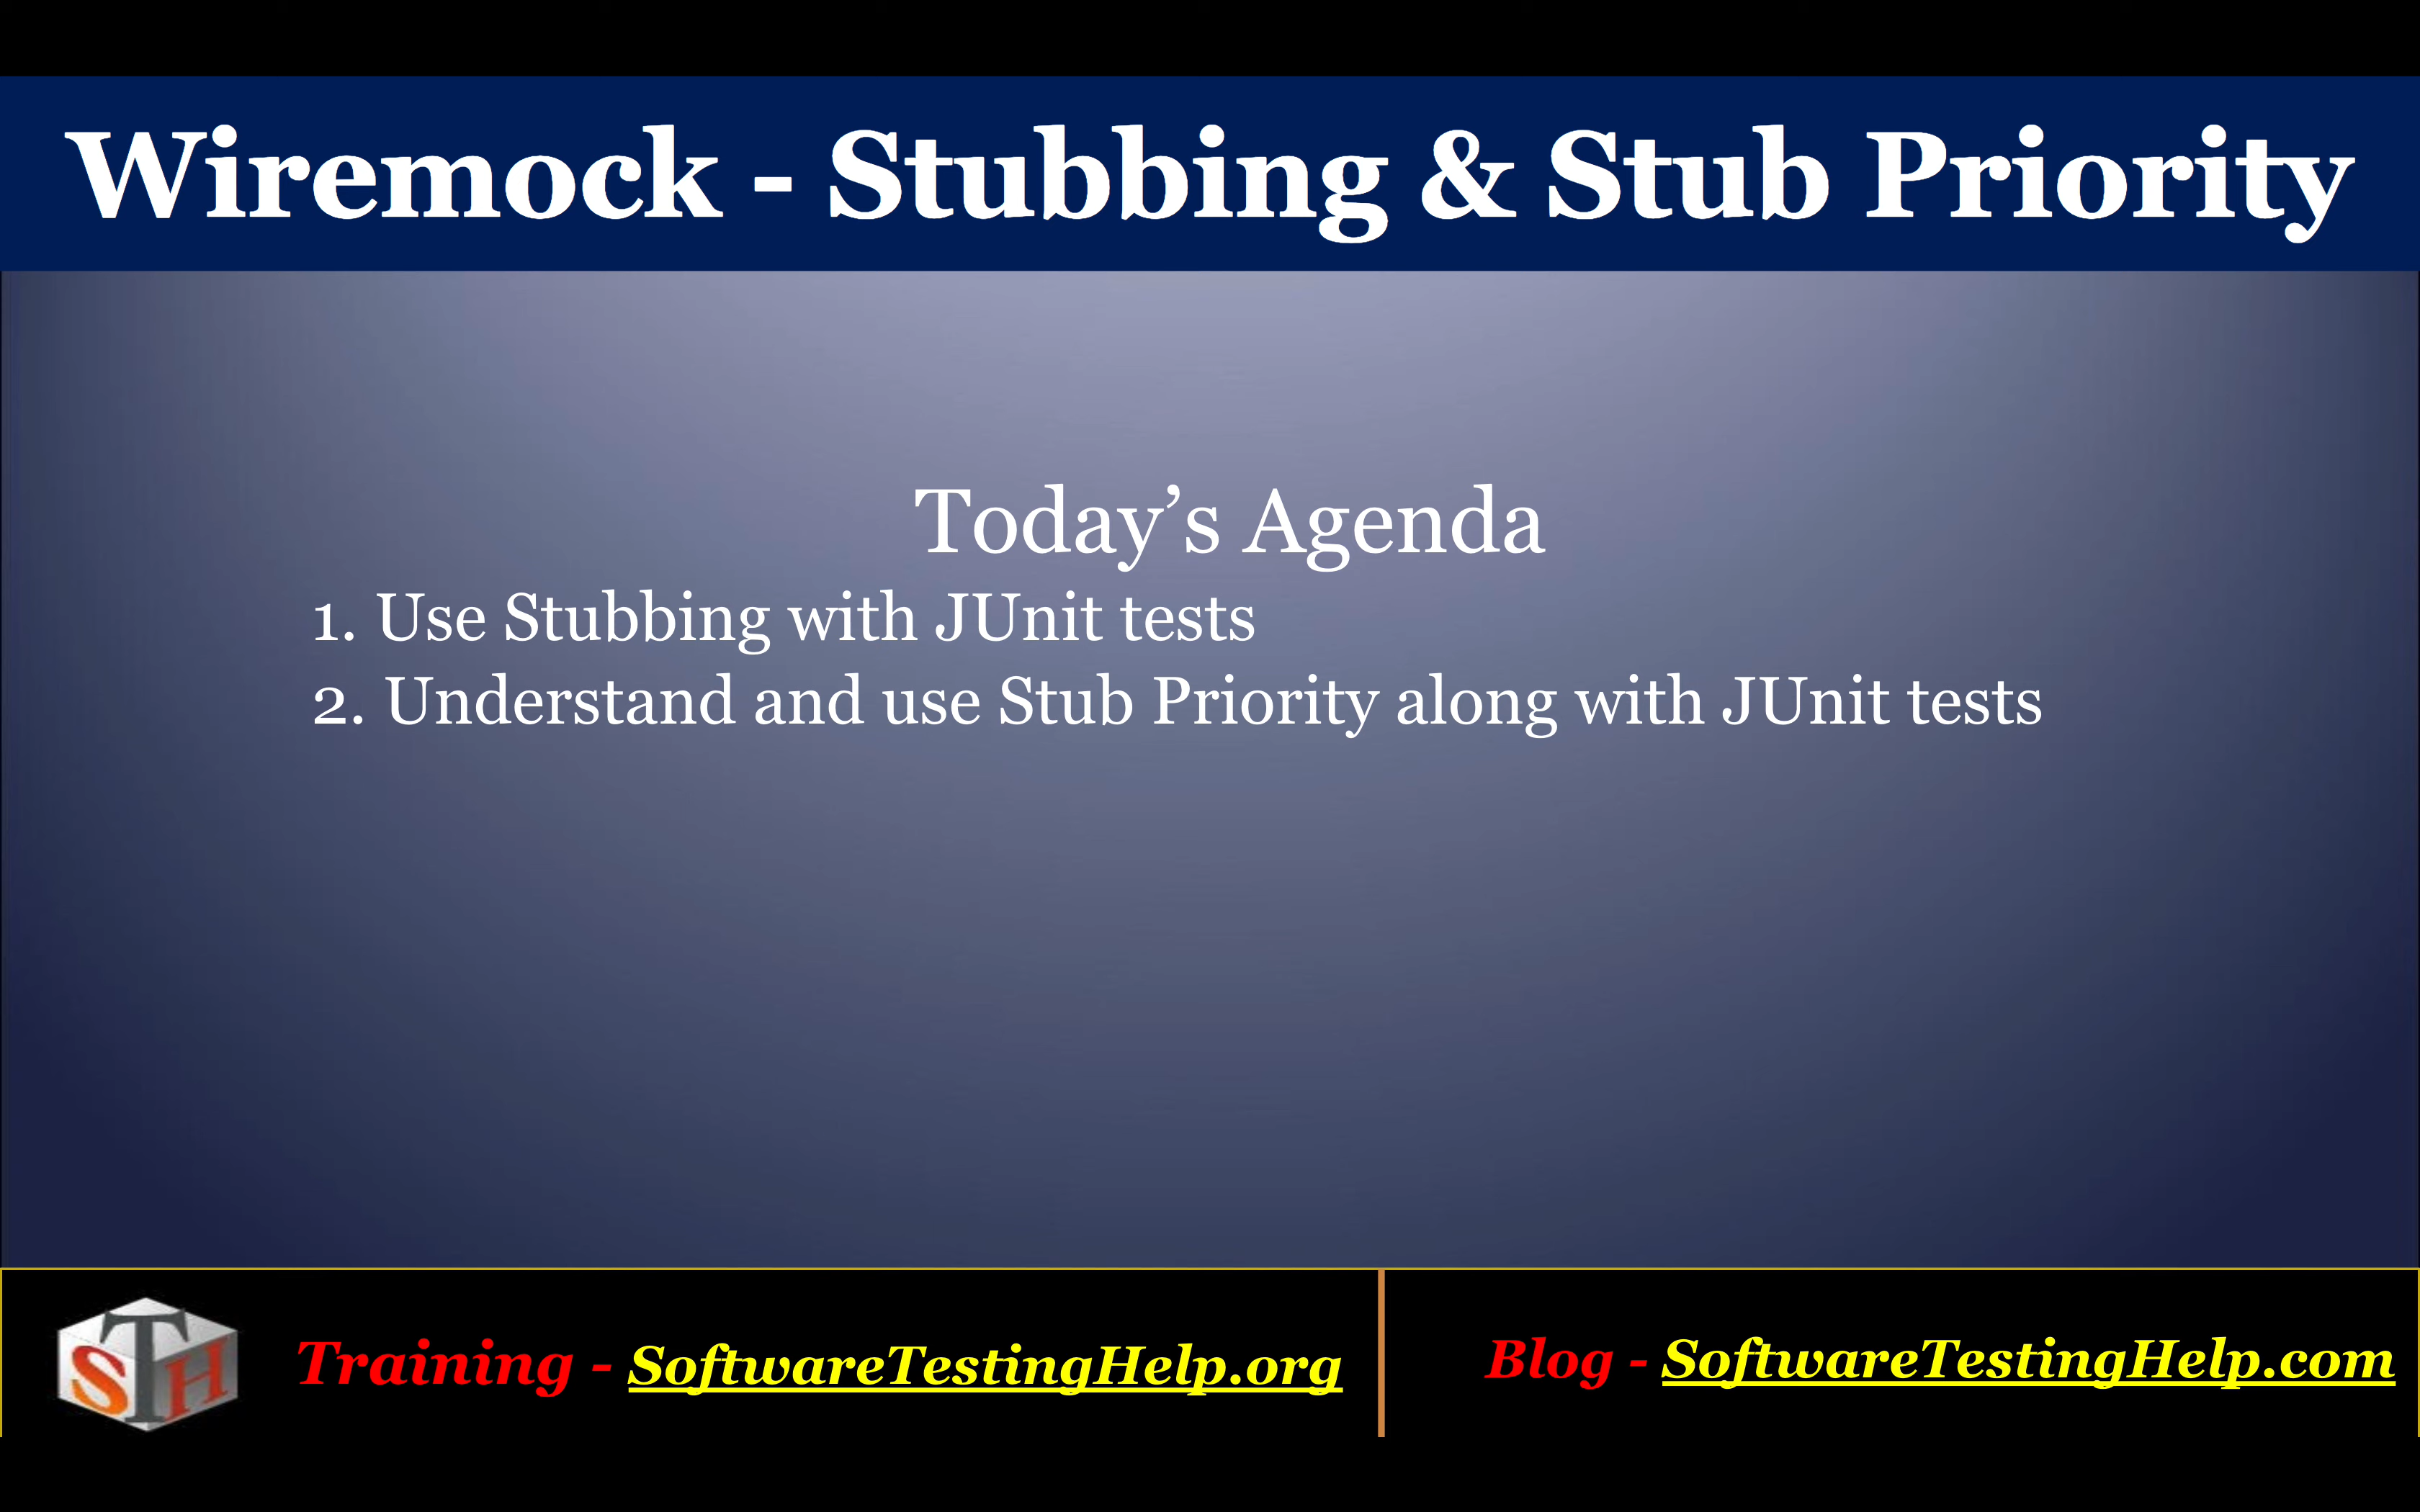 Wiremock - Stubbing & Stub Priority
Today’s Agenda
1. Use Stubbing with JUnit tests
2. Understand and use Stub Priority along with JUnit tests
STH
Training - SoftwareTestingHelp.org
Blog - SoftwareTestingHelp.com